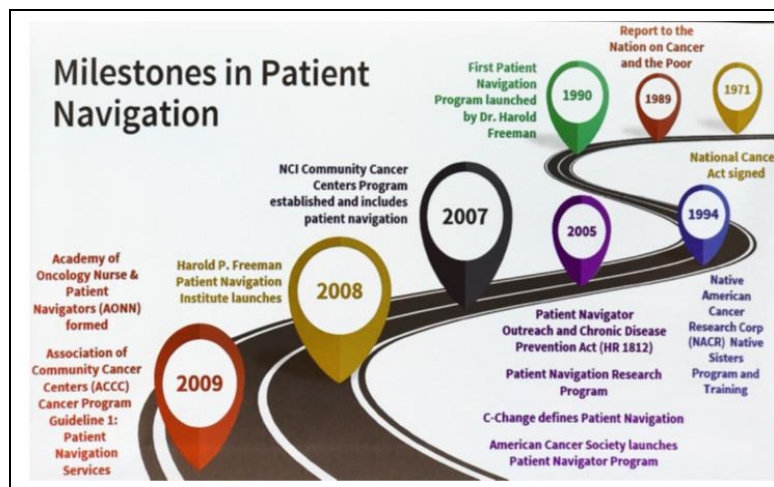 Milestones in Patient
Navigation
Report to the
Nation on Cancer
and the Poor
First Patient
Navigation
Program launched
by Dr. Harold
Freeman
1990
1989
1971
National Cancer
Act signed
NCI Community Cancer
Centers Program
established and includes
patient navigation
2007
2005
1994
Academy of
Oncology Nurse &
Patient
Navigators (AONN)
formed
Harold P. Freeman
Patient Navigation
Institute launches
2008
Native
American
Cancer
Research Corp
(NACR) Native
Sisters
Program and
Training
Patient Navigator
Outreach and Chronic Disease
Prevention Act (HR 1812)
Patient Navigation Research
Program
C-Change defines Patient Navigation
American Cancer Society launches
Patient Navigator Program
Association of
Community Cancer
Centers (ACCC)
Cancer Program
Guideline 1:
Patient
Navigation
Services
2009